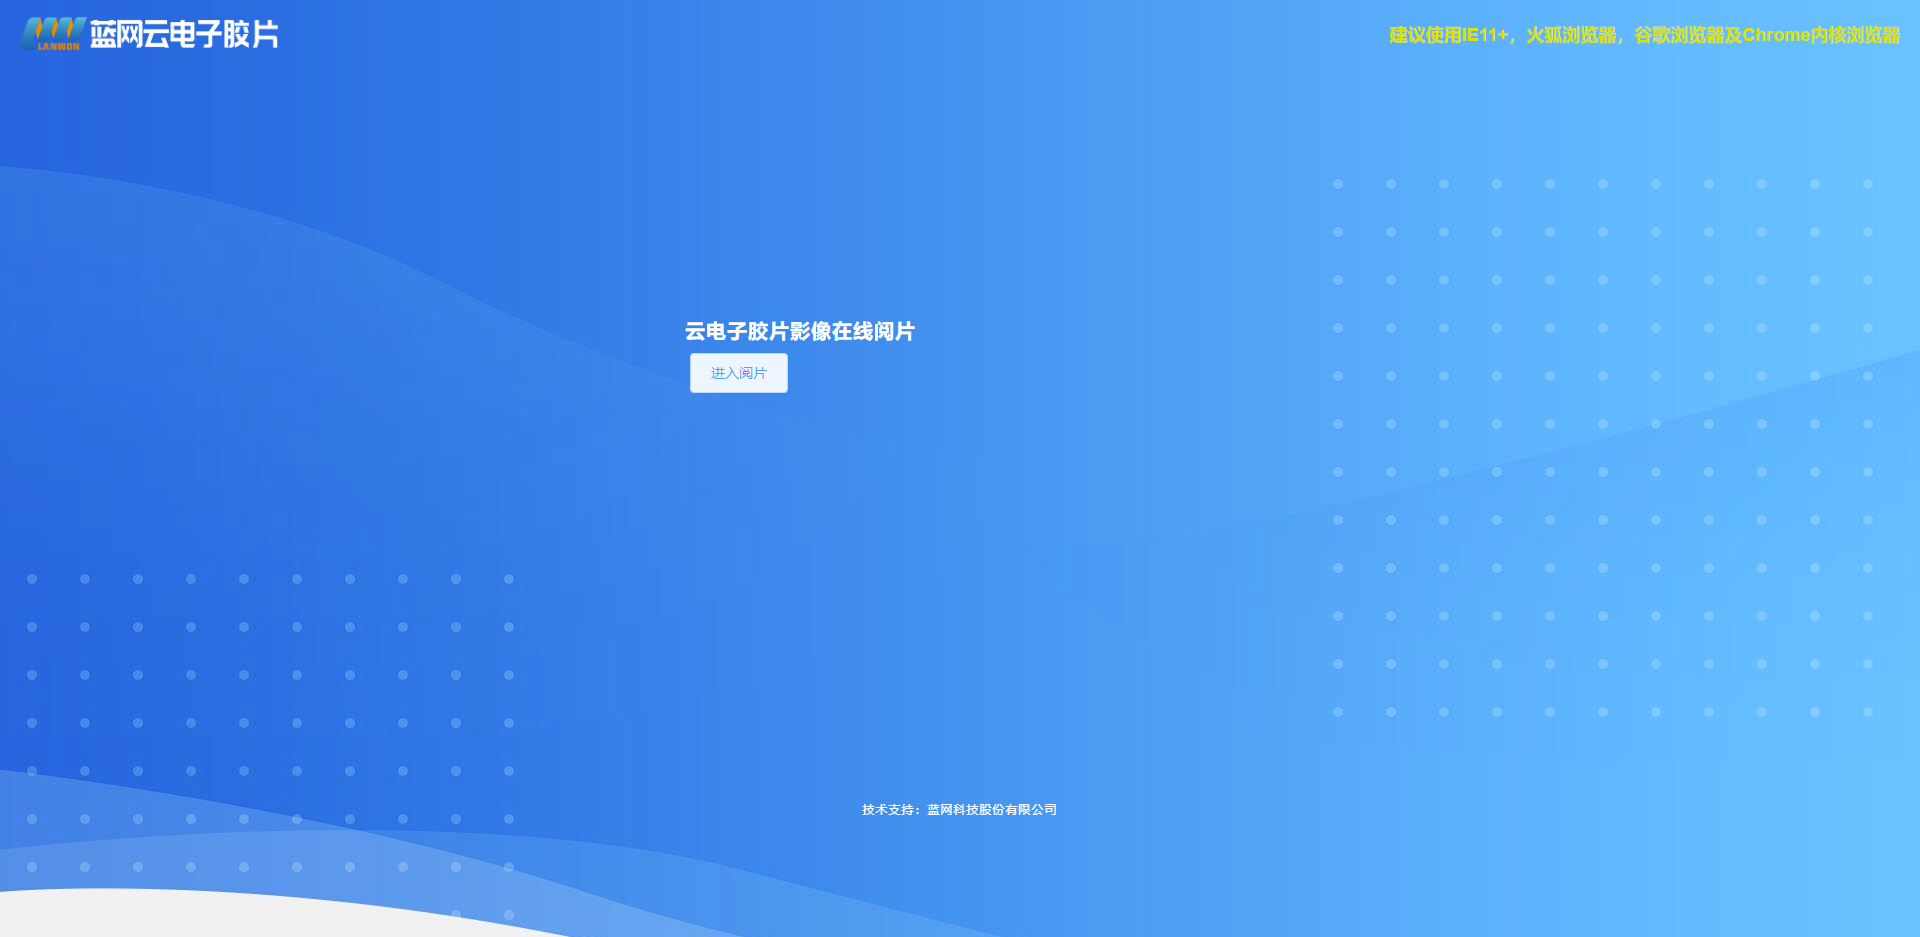 LANWON 蓝网云电子胶片
建议使用IE11+，火狐浏览器，谷歌浏览器及Chrome内核浏览器
云电子胶片影像在线阅片
进入阅片
技术支持：蓝网科技股份有限公司